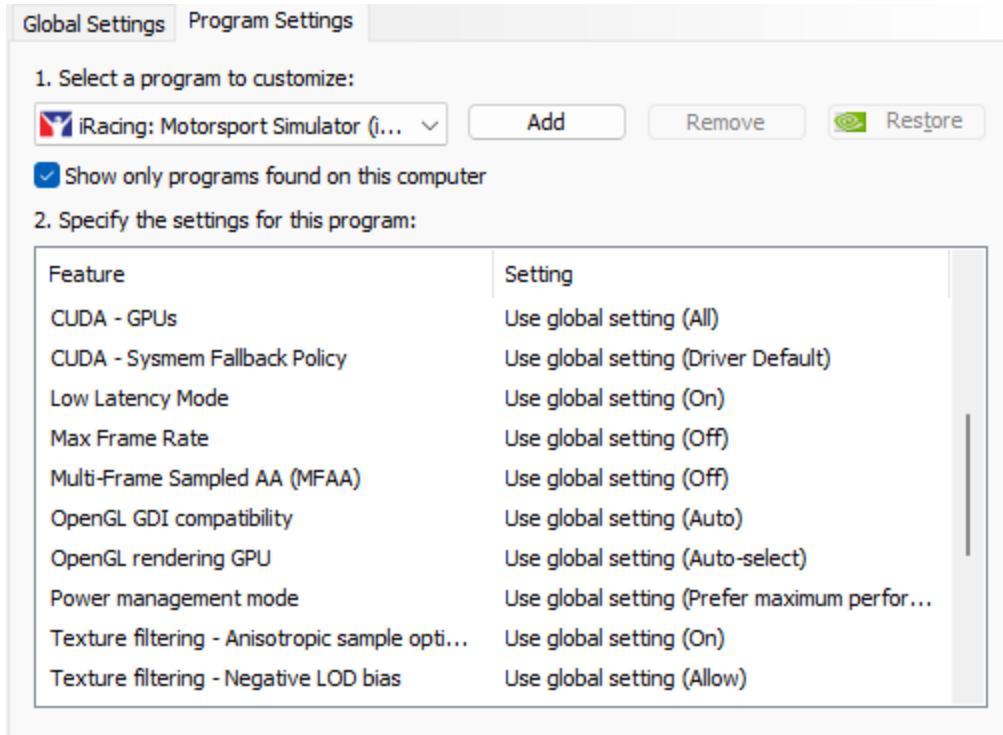 Global Settings Program Settings
1. Select a program to customize:
iRacing: Motorsport Simulator (i... Add Remove Restore
Show only programs found on this computer
2. Specify the settings for this program:
Feature Setting
CUDA - GPUs Use global setting (All)
CUDA - Sysmem Fallback Policy Use global setting (Driver Default)
Low Latency Mode Use global setting (On)
Max Frame Rate Use global setting (Off)
Multi-Frame Sampled AA (MFAA) Use global setting (Off)
OpenGL GDI compatibility Use global setting (Auto)
OpenGL rendering GPU Use global setting (Auto-select)
Power management mode Use global setting (Prefer maximum perfor...
Texture filtering - Anisotropic sample opti... Use global setting (On)
Texture filtering - Negative LOD bias Use global setting (Allow)